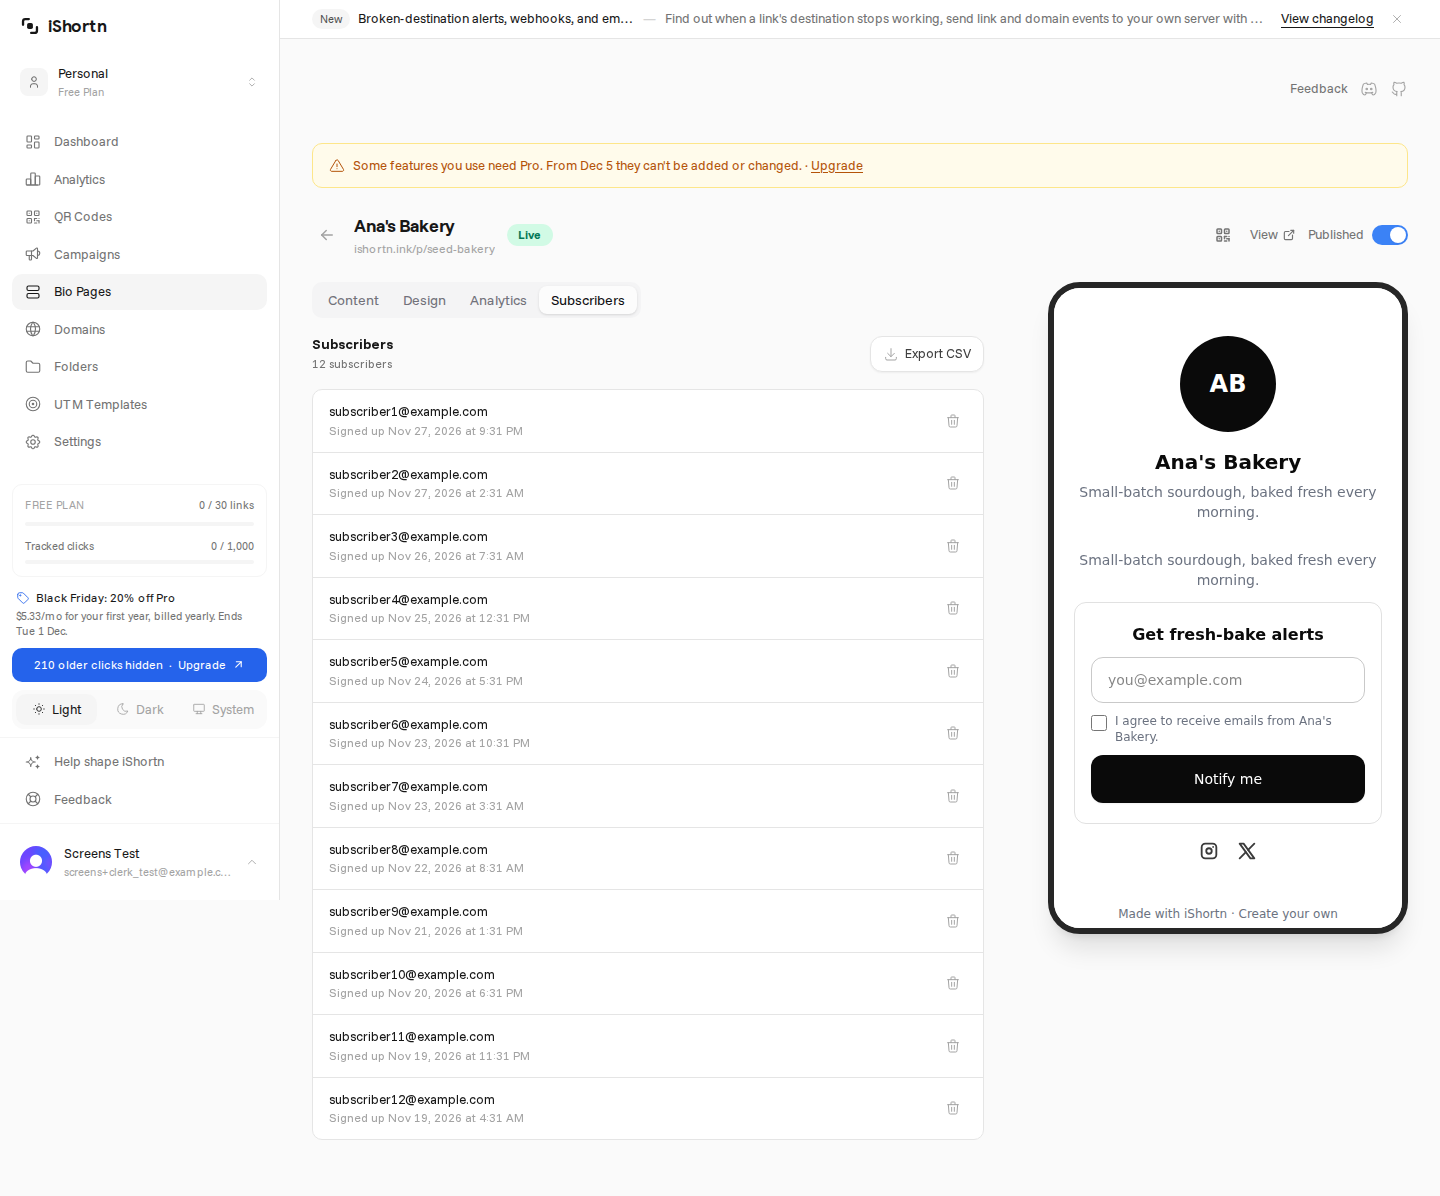 iShortn
Personal
Free Plan
Dashboard
Analytics
QR Codes
Campaigns
Bio Pages
Domains
Folders
UTM Templates
Settings
FREE PLAN 0 / 30 links
Tracked clicks 0 / 1,000
Black Friday: 20% off Pro
$5.33/mo for your first year, billed yearly. Ends
Tue 1 Dec.
210 older clicks hidden · Upgrade
Light Dark System
Help shape iShortn
Feedback
Screens Test
screens+clerk_test@example.c...
New Broken-destination alerts, webhooks, and em... — Find out when a link's destination stops working, send link and domain events to your own server with ... View changelog
Feedback
Some features you use need Pro. From Dec 5 they can't be added or changed. · Upgrade
Ana's Bakery
ishortn.ink/p/seed-bakery
Live
View Published
Content Design Analytics Subscribers
Subscribers
12 subscribers
Export CSV
subscriber1@example.com
Signed up Nov 27, 2026 at 9:31 PM
subscriber2@example.com
Signed up Nov 27, 2026 at 2:31 AM
subscriber3@example.com
Signed up Nov 26, 2026 at 7:31 AM
subscriber4@example.com
Signed up Nov 25, 2026 at 12:31 PM
subscriber5@example.com
Signed up Nov 24, 2026 at 5:31 PM
subscriber6@example.com
Signed up Nov 23, 2026 at 10:31 PM
subscriber7@example.com
Signed up Nov 23, 2026 at 3:31 AM
subscriber8@example.com
Signed up Nov 22, 2026 at 8:31 AM
subscriber9@example.com
Signed up Nov 21, 2026 at 1:31 PM
subscriber10@example.com
Signed up Nov 20, 2026 at 6:31 PM
subscriber11@example.com
Signed up Nov 19, 2026 at 11:31 PM
subscriber12@example.com
Signed up Nov 19, 2026 at 4:31 AM
AB
Ana's Bakery
Small-batch sourdough, baked fresh every
morning.
Small-batch sourdough, baked fresh every
morning.
Get fresh-bake alerts
you@example.com
I agree to receive emails from Ana's
Bakery.
Notify me
Made with iShortn · Create your own